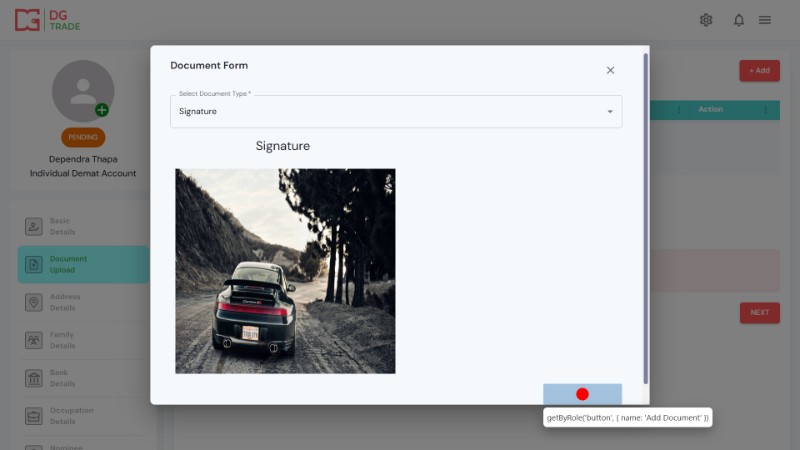 DG
TRADE
PENDING
Dependra Thapa
Individual Demat Account
Basic
Details
Document
Upload
Address
Details
Family
Details
Bank
Details
Occupation
Details
Nominee
Document Form
Select Document Type *
Signature
Signature
+ Add
Action
NEXT
getByRole('button', { name: 'Add Document' })